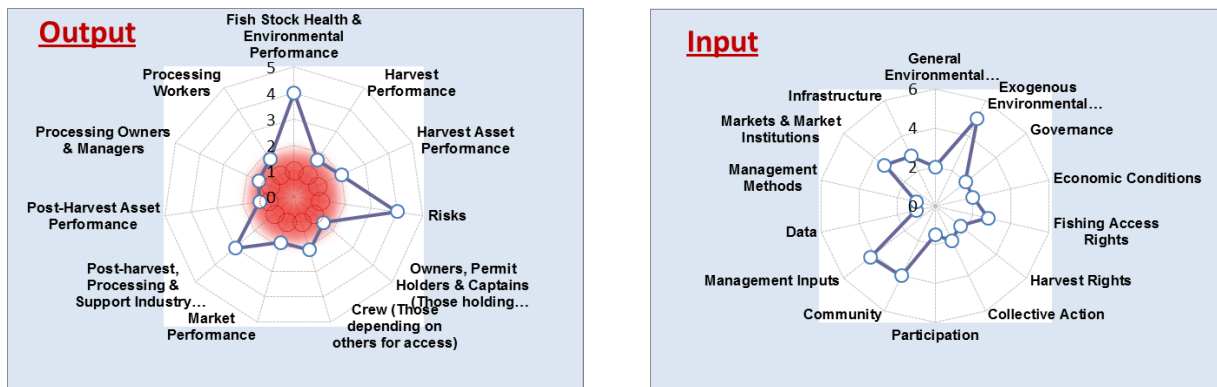 Output
Fish Stock Health &
Environmental
Performance
Harvest
Performance
Harvest Asset
Performance
Risks
Owners, Permit
Holders & Captains
(Those holding…
Crew (Those
depending on
others for access)
Market
Performance
Post-harvest,
Processing &
Support Industry…
Post-Harvest Asset
Performance
Processing Owners
& Managers
Processing
Workers
5
4
3
2
1
0
Input
General
Environmental…
Exogenous
Environmental…
Governance
Economic Conditions
Fishing Access
Rights
Harvest Rights
Collective Action
Participation
Community
Management Inputs
Data
Management
Methods
Markets & Market
Institutions
Infrastructure
6
4
2
0